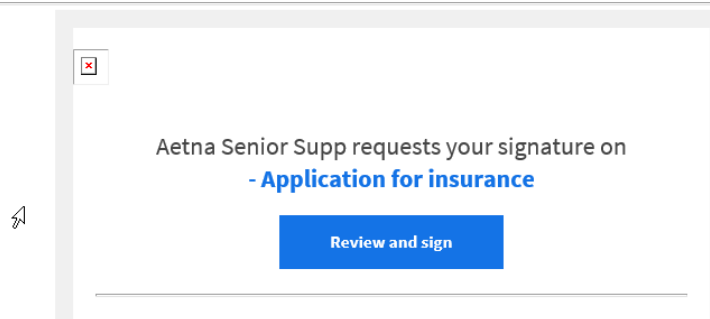 Aetna Senior Supp requests your signature on
- Application for insurance
Review and sign